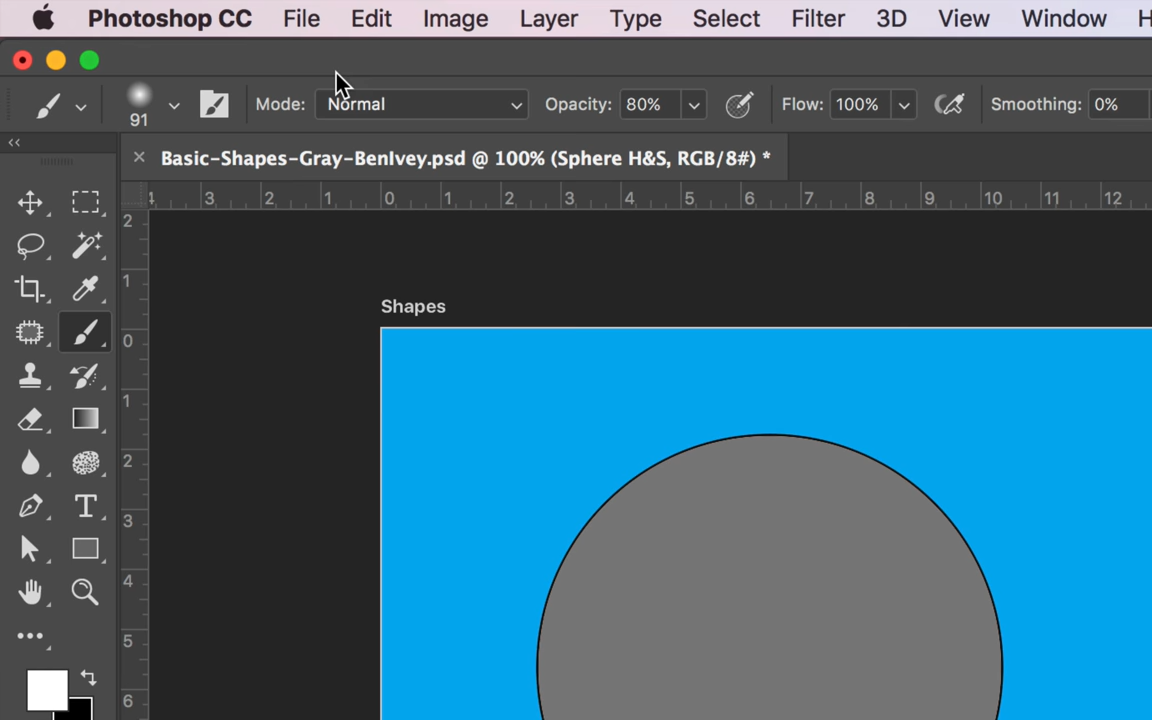 Photoshop CC File Edit Image Layer Type Select Filter 3D View Window H
91 Mode: Normal Opacity: 80% Flow: 100% Smoothing: 0%
× Basic-Shapes-Gray-BenIvey.psd @ 100% (Sphere H&S, RGB/8#) *
4 3 2 1 0 1 2 3 4 5 6 7 8 9 10 11 12
2
1
0
1
2
3
4
5
6
Shapes